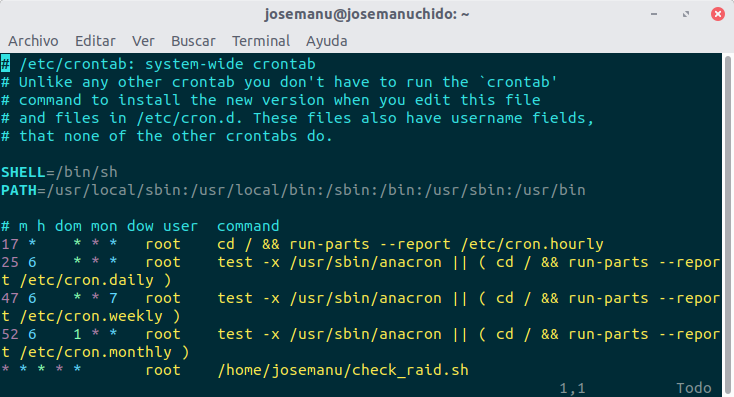 josemanu@josemanuchido: ~
Archivo Editar Ver Buscar Terminal Ayuda
# /etc/crontab: system-wide crontab
# Unlike any other crontab you don't have to run the `crontab'
# command to install the new version when you edit this file
# and files in /etc/cron.d. These files also have username fields,
# that none of the other crontabs do.

SHELL=/bin/sh
PATH=/usr/local/sbin:/usr/local/bin:/sbin:/bin:/usr/sbin:/usr/bin

# m h dom mon dow user  command
17 *    * * *   root    cd / && run-parts --report /etc/cron.hourly
25 6    * * *   root    test -x /usr/sbin/anacron || ( cd / && run-parts --repor
t /etc/cron.daily )
47 6    * * 7   root    test -x /usr/sbin/anacron || ( cd / && run-parts --repor
t /etc/cron.weekly )
52 6    1 * *   root    test -x /usr/sbin/anacron || ( cd / && run-parts --repor
t /etc/cron.monthly )
* * * * *       root    /home/josemanu/check_raid.sh
1,1 Todo